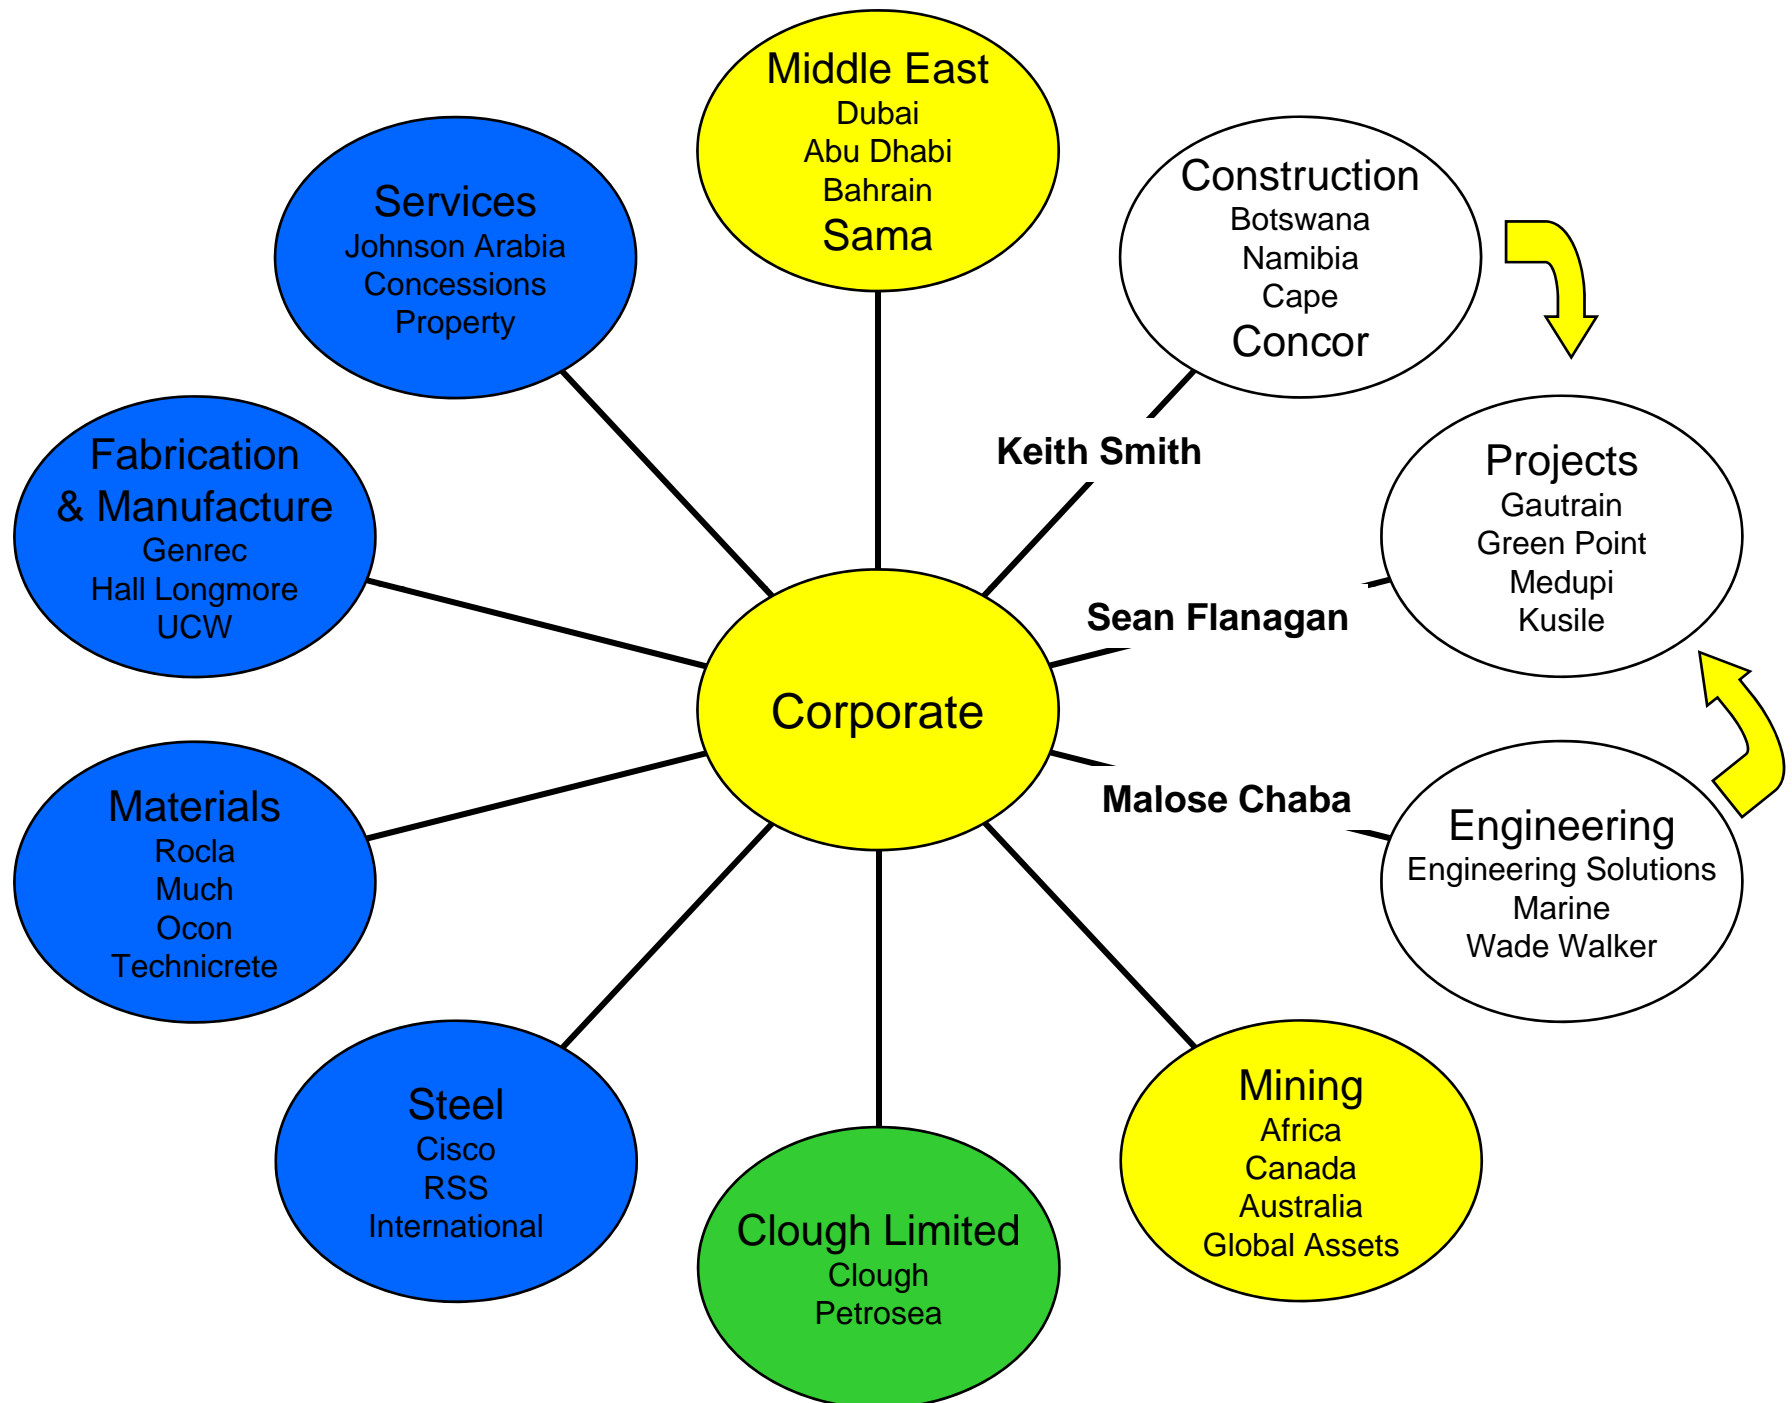 Middle East
Dubai
Abu Dhabi
Bahrain
Sama
Services
Johnson Arabia
Concessions
Property
Construction
Botswana
Namibia
Cape
Concor
Fabrication
& Manufacture
Genrec
Hall Longmore
UCW
Keith Smith
Projects
Gautrain
Green Point
Medupi
Kusile
Sean Flanagan
Corporate
Malose Chaba
Materials
Rocla
Much
Ocon
Technicrete
Engineering
Engineering Solutions
Marine
Wade Walker
Steel
Cisco
RSS
International
Clough Limited
Clough
Petrosea
Mining
Africa
Canada
Australia
Global Assets